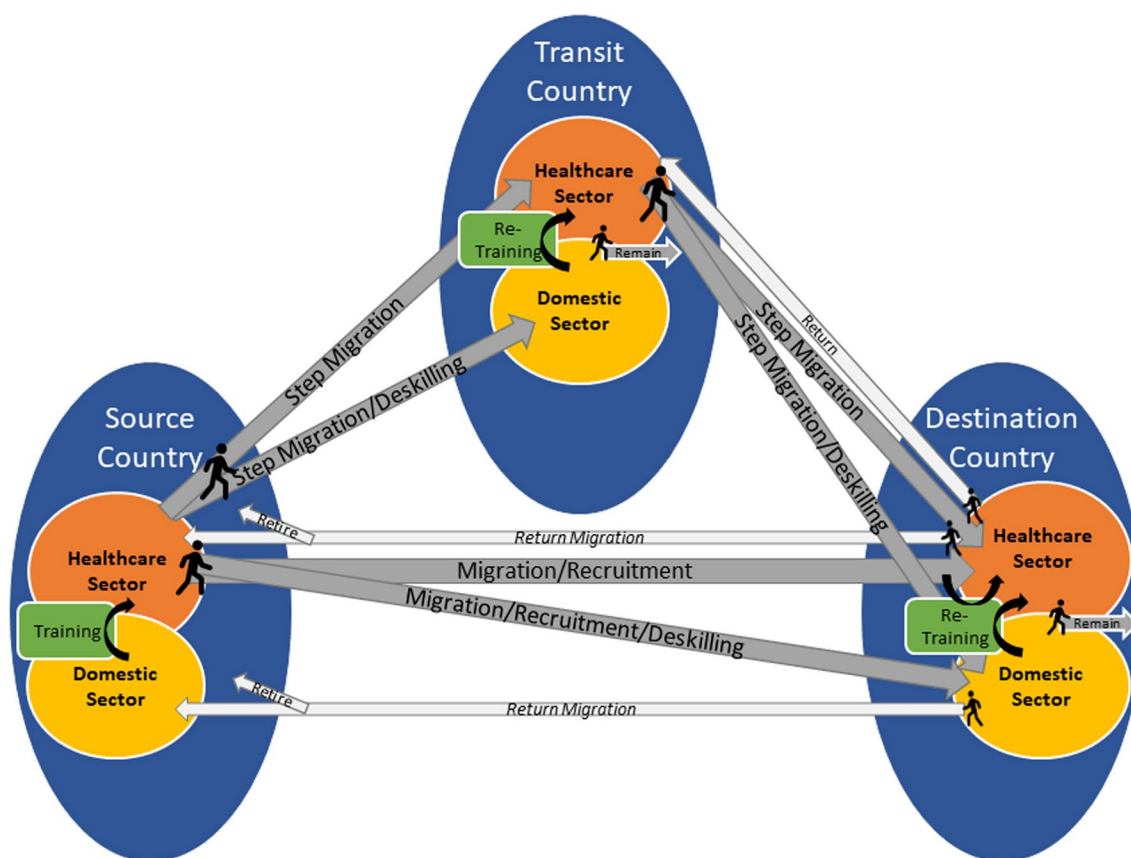 Transit
Country
Healthcare
Sector
Re-
Training
Remain
Domestic
Sector
Step Migration
Step Migration/Deskilling
Return
Step Migration
Step Migration/Deskilling
Source
Country
Destination
Country
Retire
Return Migration
Healthcare
Sector
Migration/Recruitment
Migration/Recruitment/Deskilling
Healthcare
Sector
Training
Re-
Training
Remain
Domestic
Sector
Domestic
Sector
Retire
Return Migration